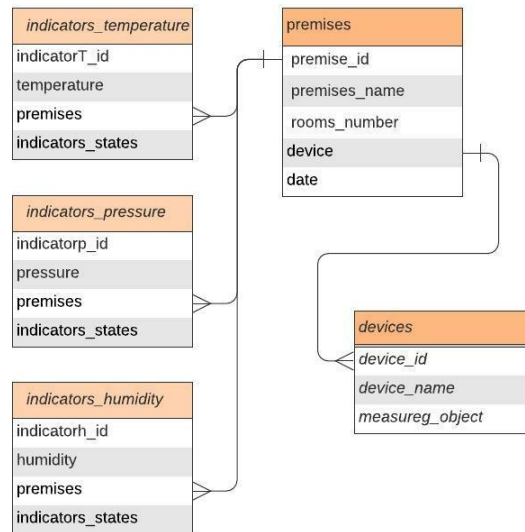 indicators_temperature
indicatorT_id
temperature
premises
indicators_states
premises
premise_id
premises_name
rooms_number
device
date
indicators_pressure
indicatorp_id
pressure
premises
indicators_states
devices
device_id
device_name
measureg_object
indicators_humidity
indicatorh_id
humidity
premises
indicators_states